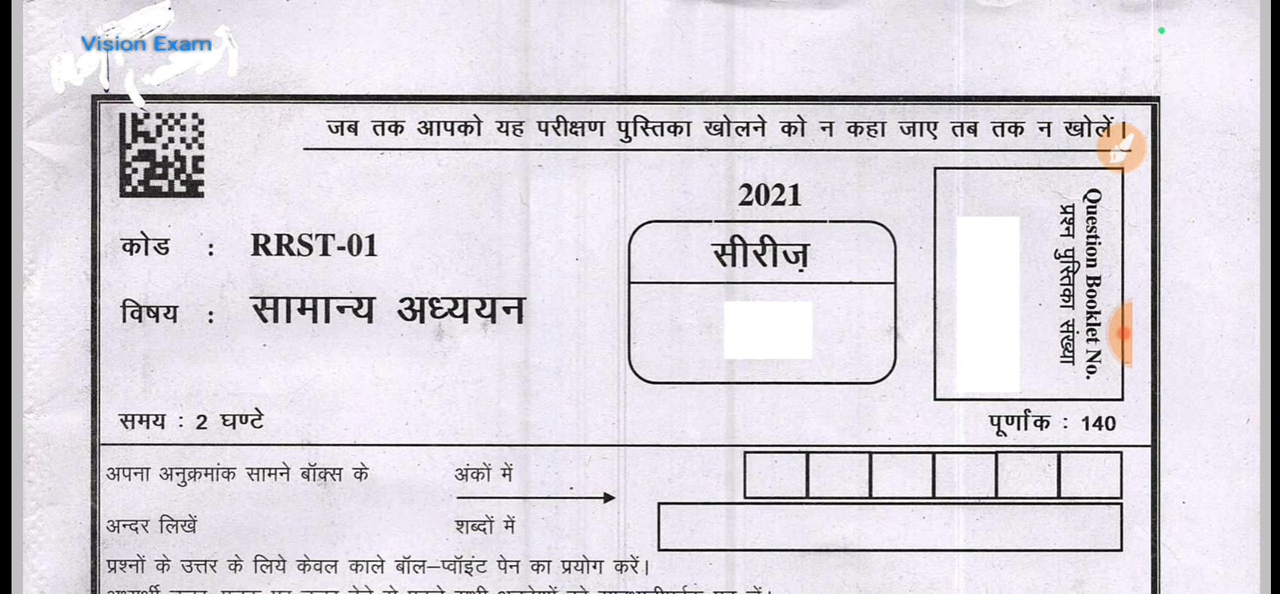 Vision Exam
जब तक आपको यह परीक्षण पुस्तिका खोलने को न कहा जाए तब तक न खोलें।
2021
कोड : RRST-01
सीरीज़
विषय : सामान्य अध्ययन
Question Booklet No.
प्रश्न पुस्तिका संख्या
समय : 2 घण्टे
पूर्णांक : 140
अपना अनुक्रमांक सामने बॉक्स के अंकों में
अन्दर लिखें शब्दों में
प्रश्नों के उत्तर के लिये केवल काले बॉल–प्वॉइंट पेन का प्रयोग करें।